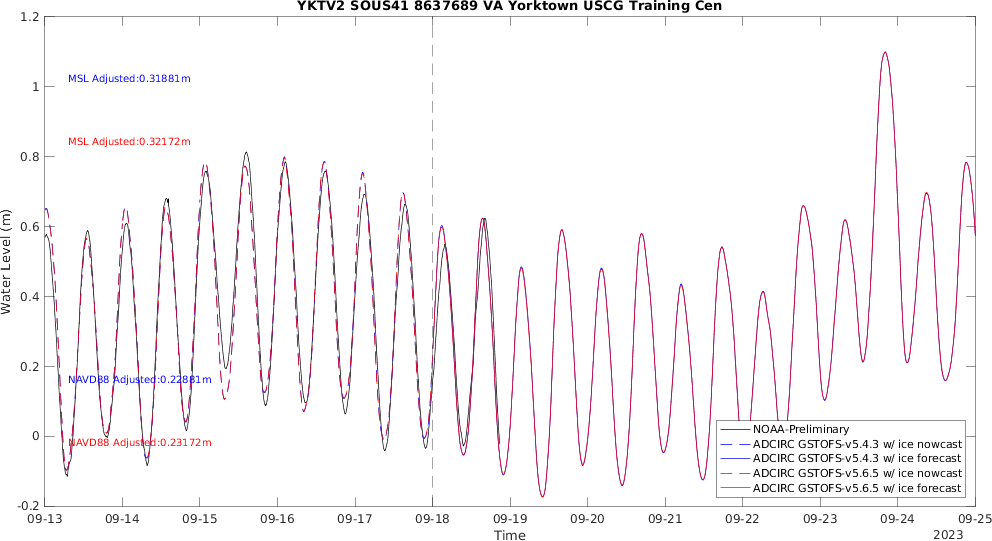 YKTV2 SOUS41 8637689 VA Yorktown USCG Training Cen
1.2
1
0.8
0.6
0.4
0.2
0
-0.2
Water Level (m)
MSL Adjusted:0.31881m
MSL Adjusted:0.32172m
NAVD88 Adjusted:0.22881m
NAVD88 Adjusted:0.23172m
NOAA-Preliminary
ADCIRC GSTOFS-v5.4.3 w/ ice nowcast
ADCIRC GSTOFS-v5.4.3 w/ ice forecast
ADCIRC GSTOFS-v5.6.5 w/ ice nowcast
ADCIRC GSTOFS-v5.6.5 w/ ice forecast
09-13 09-14 09-15 09-16 09-17 09-18 09-19 09-20 09-21 09-22 09-23 09-24 09-25
Time
2023